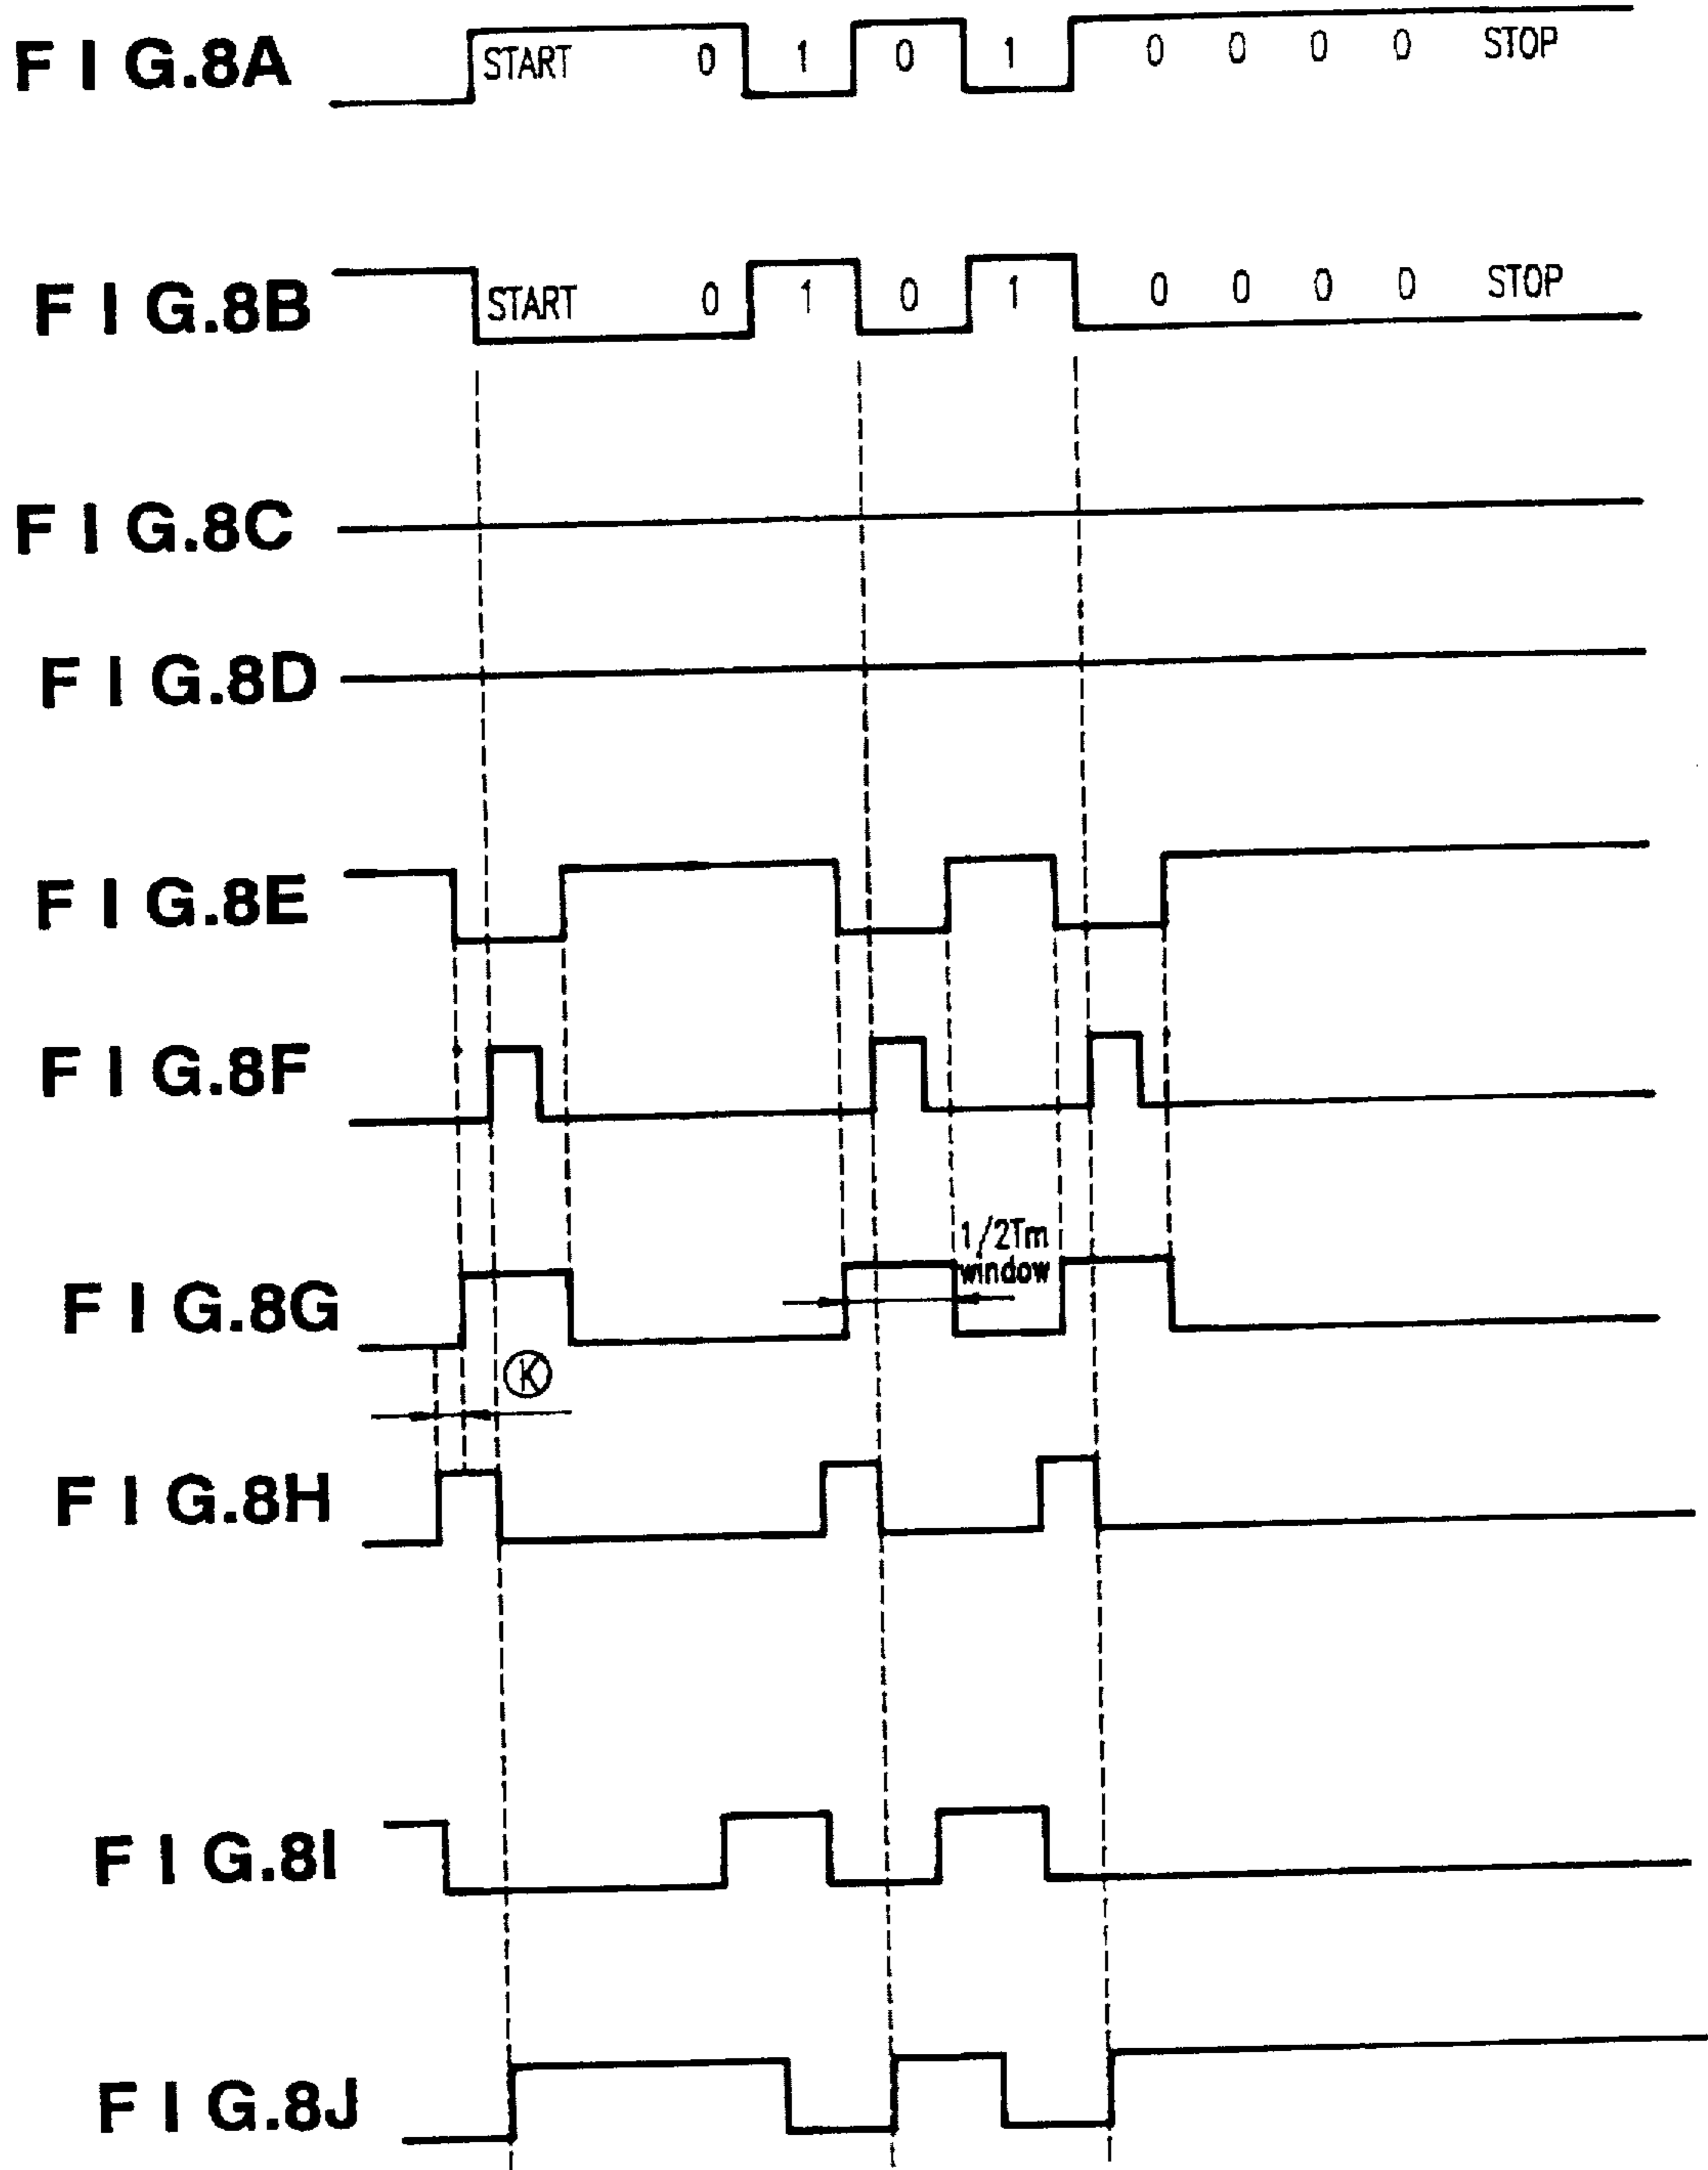 FIG.8A START 0 1 0 1 0 0 0 0 STOP
FIG.8B START 0 1 0 1 0 0 0 0 STOP
FIG.8C
FIG.8D
FIG.8E
FIG.8F
1/2Tm
window
FIG.8G
K
FIG.8H
FIG.8I
FIG.8J